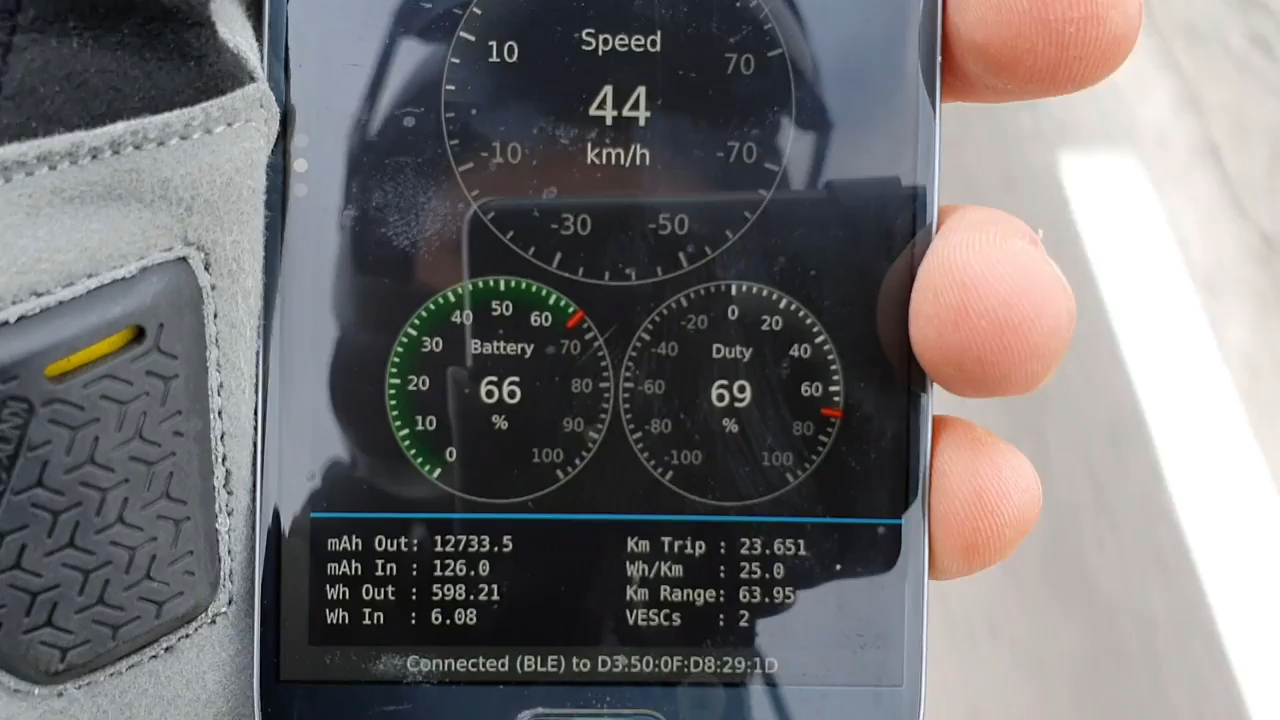 Speed
10
70
44
km/h
-10
-70
-30
-50
0
10
20
30
40
50
60
70
80
90
100
Battery
66
%
-100
-80
-60
-40
-20
0
20
40
60
80
100
Duty
69
%
mAh Out: 12733.5
mAh In : 126.0
Wh Out : 598.21
Wh In : 6.08
Km Trip : 23.651
Wh/Km : 25.0
Km Range: 63.95
VESCs : 2
Connected (BLE) to D3:50:0F:D8:29:1D